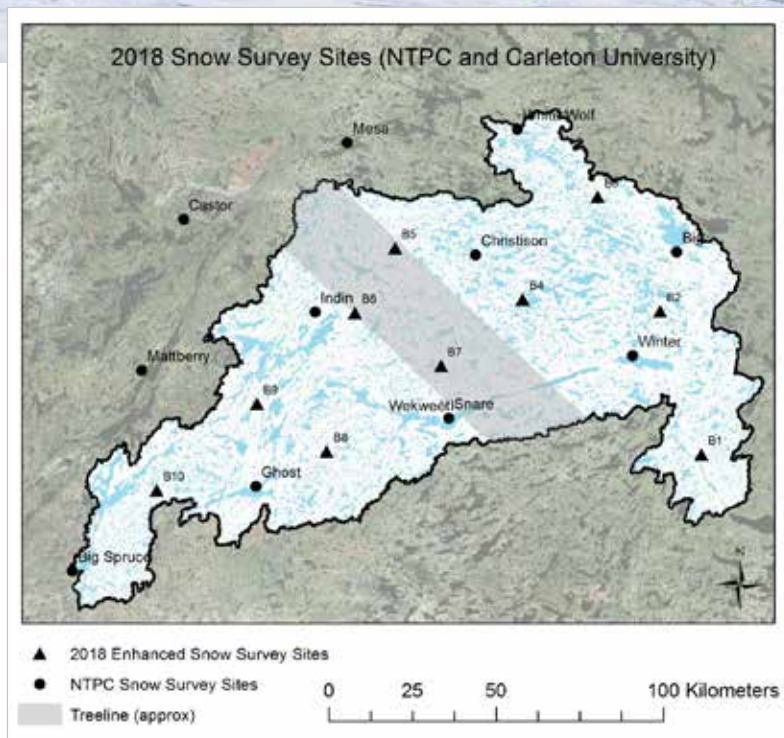 2018 Snow Survey Sites (NTPC and Carleton University)
White Wolf
Mesa
Castor
B5
Christison
B4
B2
Indin
B6
Winter
Mattberry
B7
B9
Snare
B8
B1
Ghost
B10
Big Spruce
N
2018 Enhanced Snow Survey Sites
NTPC Snow Survey Sites
0 25 50 100 Kilometers
Treeline (approx)